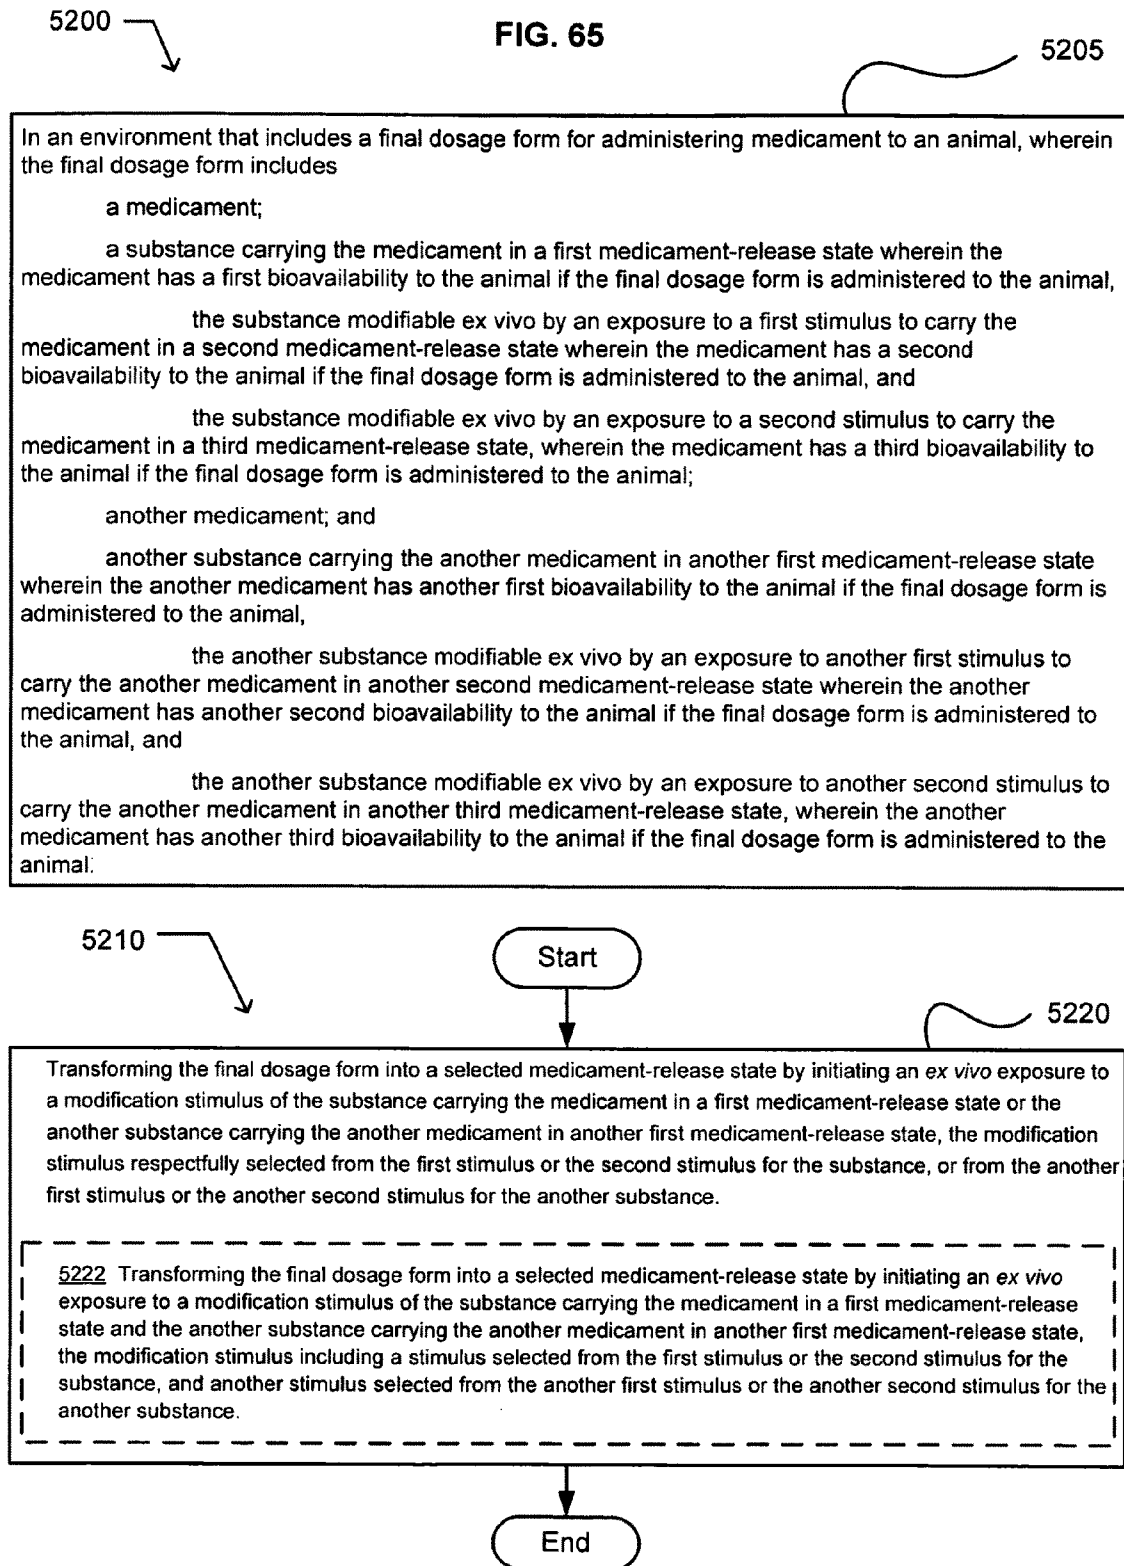 5200
FIG. 65
5205
In an environment that includes a final dosage form for administering medicament to an animal, wherein
the final dosage form includes
a medicament;
a substance carrying the medicament in a first medicament-release state wherein the
medicament has a first bioavailability to the animal if the final dosage form is administered to the animal,
the substance modifiable ex vivo by an exposure to a first stimulus to carry the
medicament in a second medicament-release state wherein the medicament has a second
bioavailability to the animal if the final dosage form is administered to the animal, and
the substance modifiable ex vivo by an exposure to a second stimulus to carry the
medicament in a third medicament-release state, wherein the medicament has a third bioavailability to
the animal if the final dosage form is administered to the animal;
another medicament; and
another substance carrying the another medicament in another first medicament-release state
wherein the another medicament has another first bioavailability to the animal if the final dosage form is
administered to the animal,
the another substance modifiable ex vivo by an exposure to another first stimulus to
carry the another medicament in another second medicament-release state wherein the another
medicament has another second bioavailability to the animal if the final dosage form is administered to
the animal, and
the another substance modifiable ex vivo by an exposure to another second stimulus to
carry the another medicament in another third medicament-release state, wherein the another
medicament has another third bioavailability to the animal if the final dosage form is administered to the
animal.
5210
Start
5220
Transforming the final dosage form into a selected medicament-release state by initiating an ex vivo exposure to
a modification stimulus of the substance carrying the medicament in a first medicament-release state or the
another substance carrying the another medicament in another first medicament-release state, the modification
stimulus respectfully selected from the first stimulus or the second stimulus for the substance, or from the another
first stimulus or the another second stimulus for the another substance.
5222 Transforming the final dosage form into a selected medicament-release state by initiating an ex vivo
exposure to a modification stimulus of the substance carrying the medicament in a first medicament-release
state and the another substance carrying the another medicament in another first medicament-release state,
the modification stimulus including a stimulus selected from the first stimulus or the second stimulus for the
substance, and another stimulus selected from the another first stimulus or the another second stimulus for the
another substance.
End